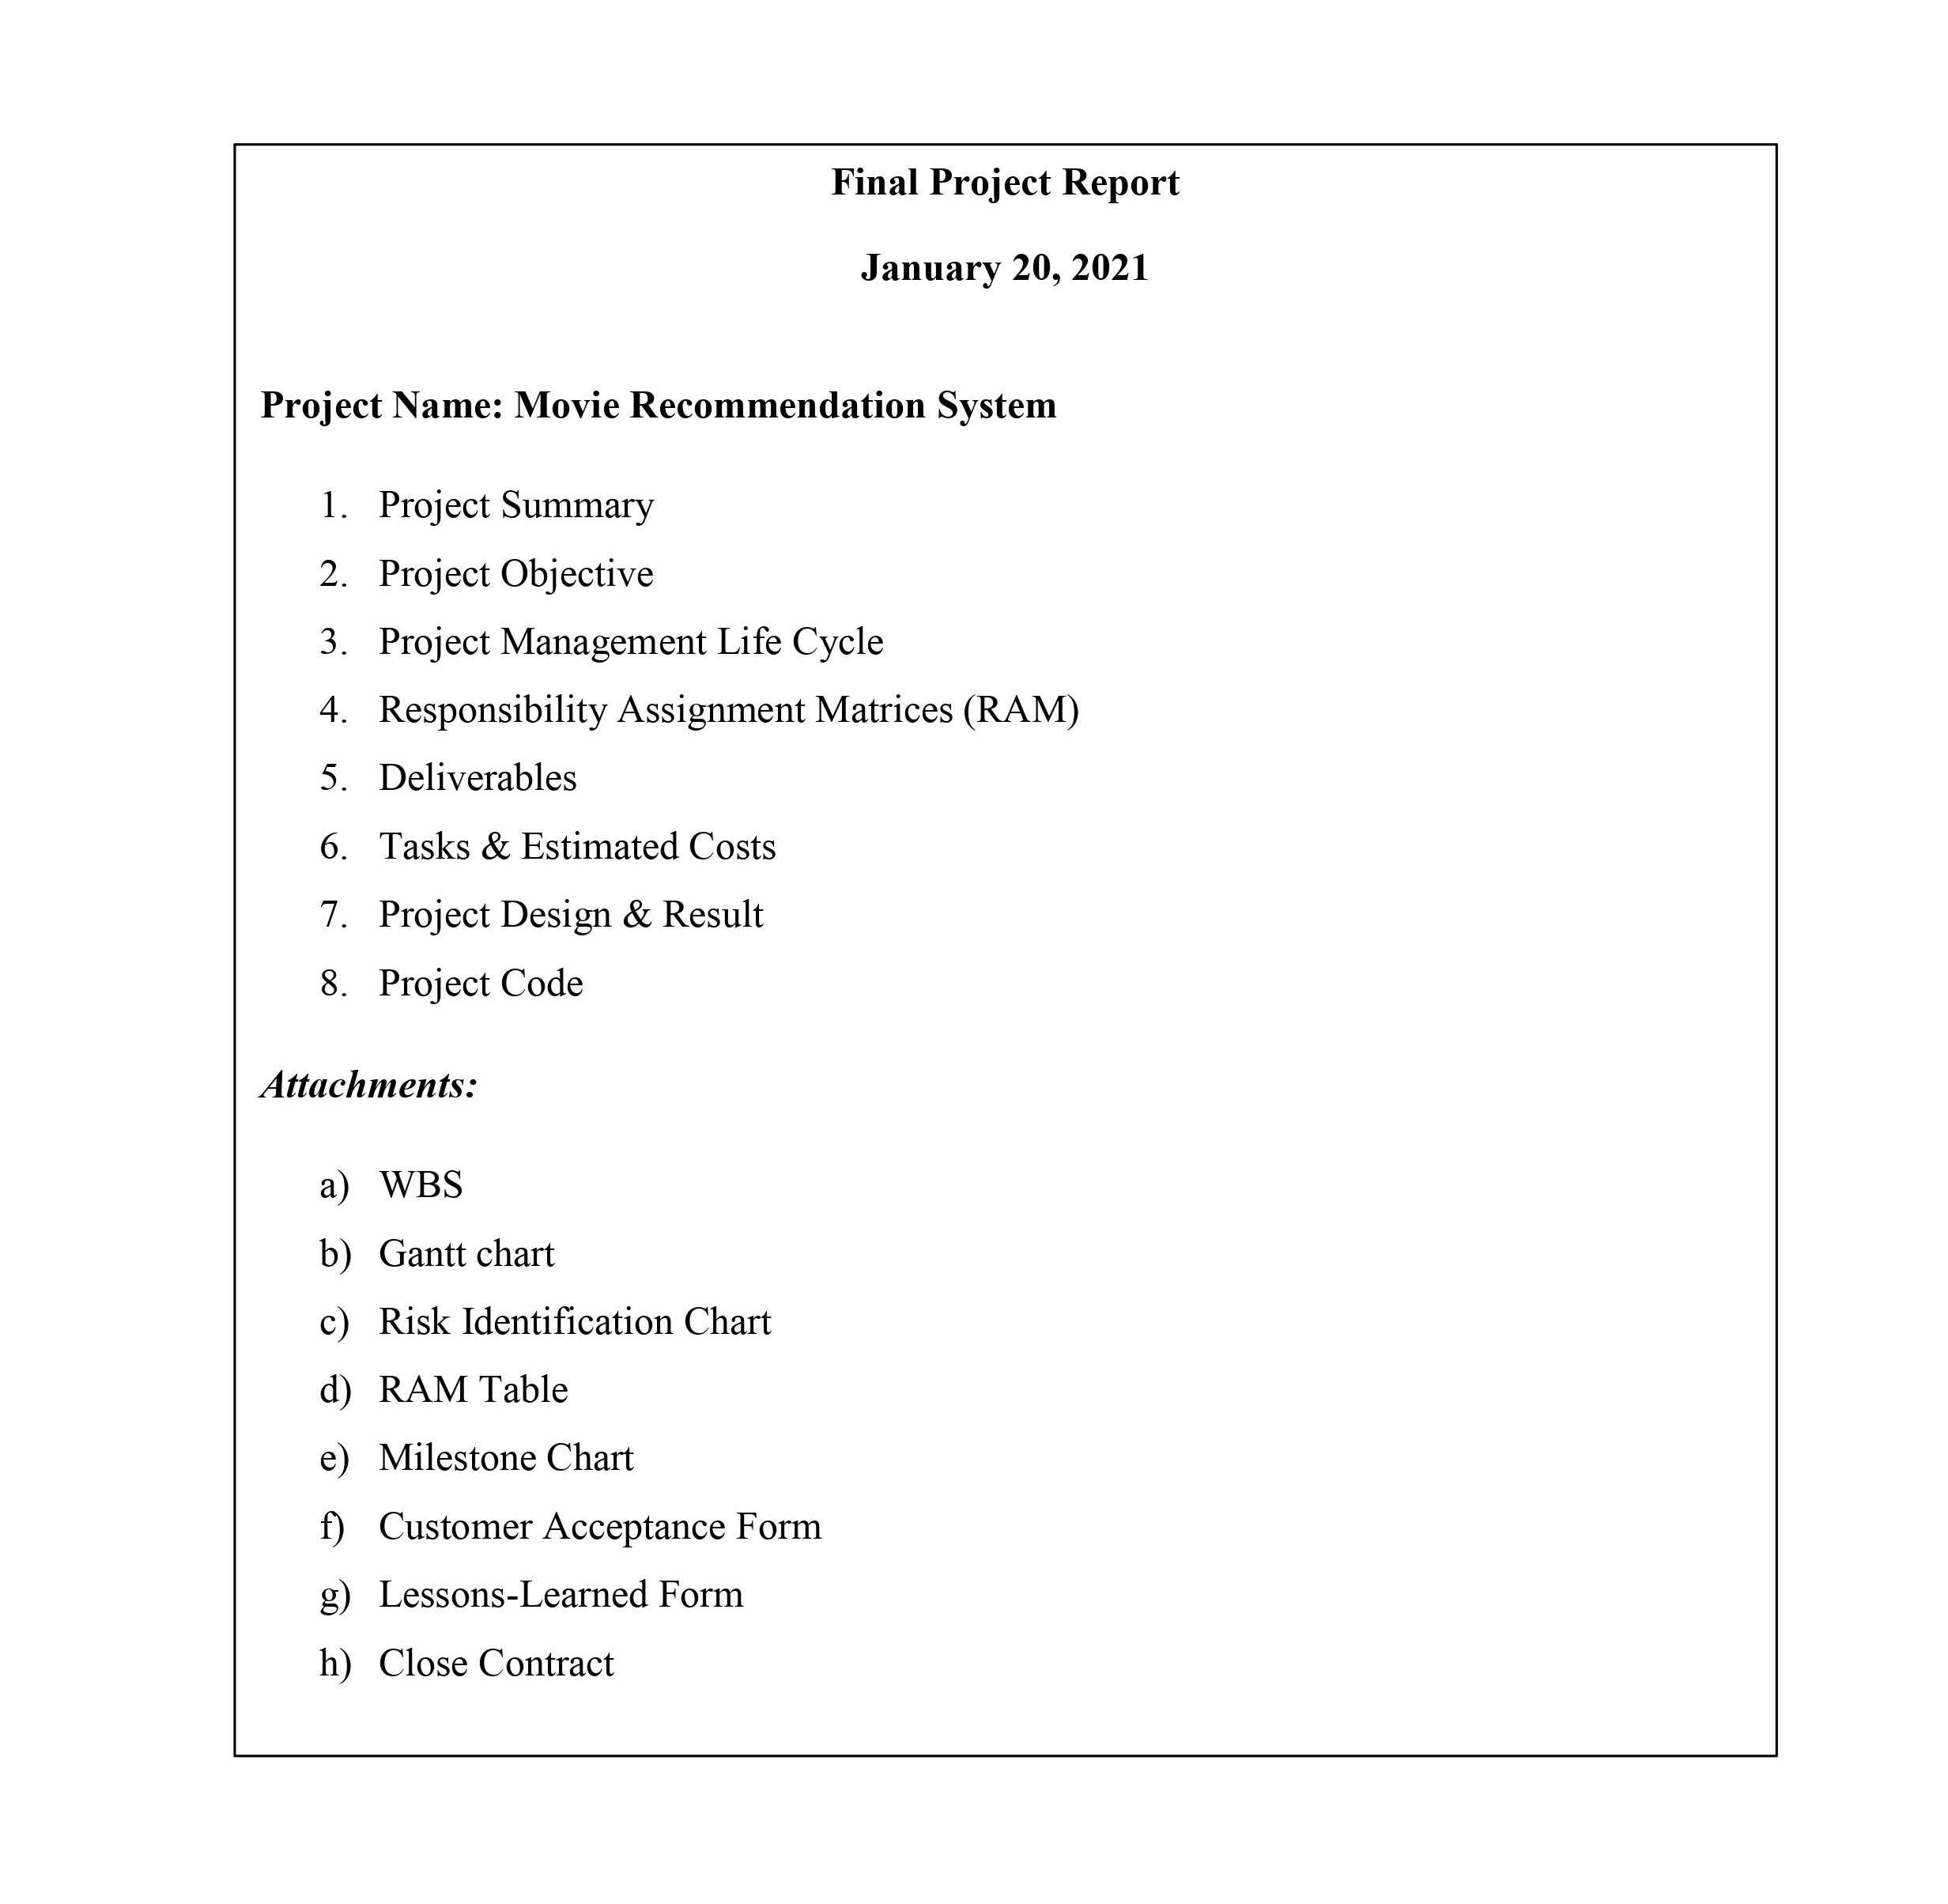 Final Project Report
January 20, 2021
Project Name: Movie Recommendation System
1. Project Summary
2. Project Objective
3. Project Management Life Cycle
4. Responsibility Assignment Matrices (RAM)
5. Deliverables
6. Tasks & Estimated Costs
7. Project Design & Result
8. Project Code
Attachments:
a) WBS
b) Gantt chart
c) Risk Identification Chart
d) RAM Table
e) Milestone Chart
f) Customer Acceptance Form
g) Lessons-Learned Form
h) Close Contract